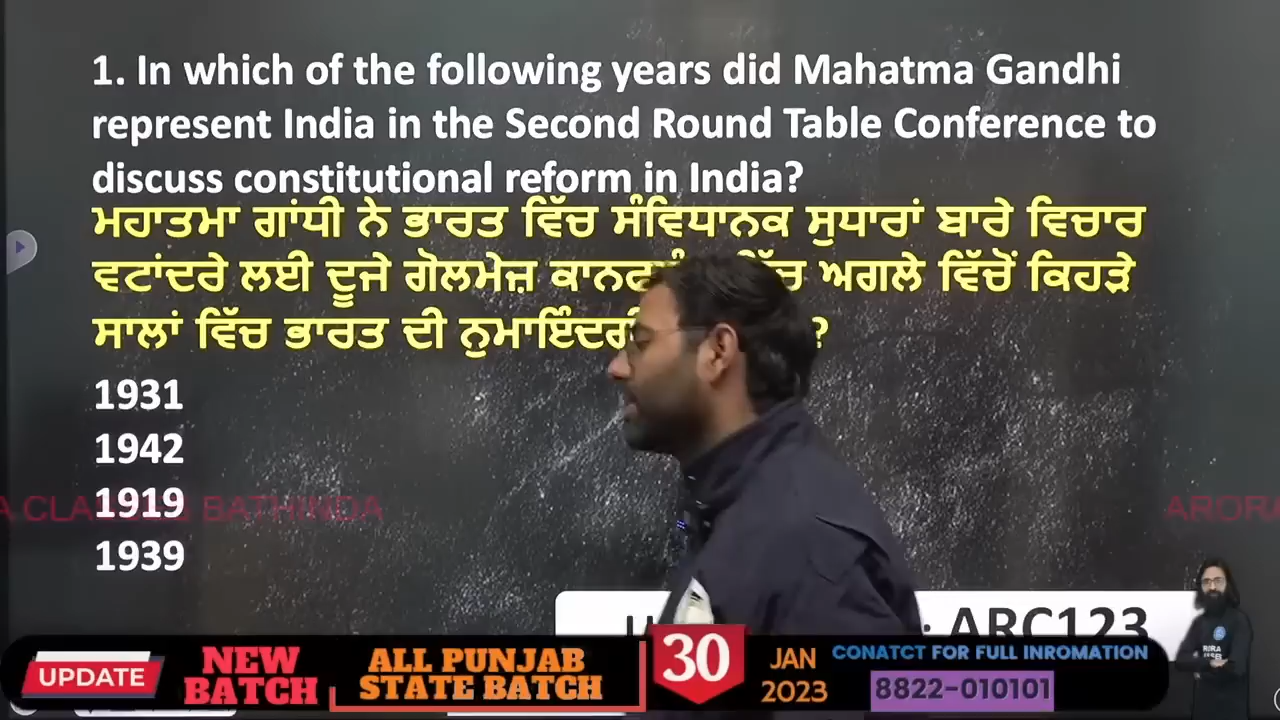 1. In which of the following years did Mahatma Gandhi
represent India in the Second Round Table Conference to
discuss constitutional reform in India?
ਮਹਾਤਮਾ ਗਾਂਧੀ ਨੇ ਭਾਰਤ ਵਿੱਚ ਸੰਵਿਧਾਨਕ ਸੁਧਾਰਾਂ ਬਾਰੇ ਵਿਚਾਰ
ਵਟਾਂਦਰੇ ਲਈ ਦੂਜੇ ਗੋਲਮੇਜ਼ ਅਗਲੇ ਵਿੱਚੋਂ ਕਿਹੜੇ
ਸਾਲਾਂ ਵਿੱਚ ਭਾਰਤ ਦੀ ?
1931
1942
1919
1939
BATHINDA
ARORA
ARC123
UPDATE
NEW
BATCH
ALL PUNJAB
STATE BATCH
30
JAN
2023
CONATCT FOR FULL INROMATION
8822-010101